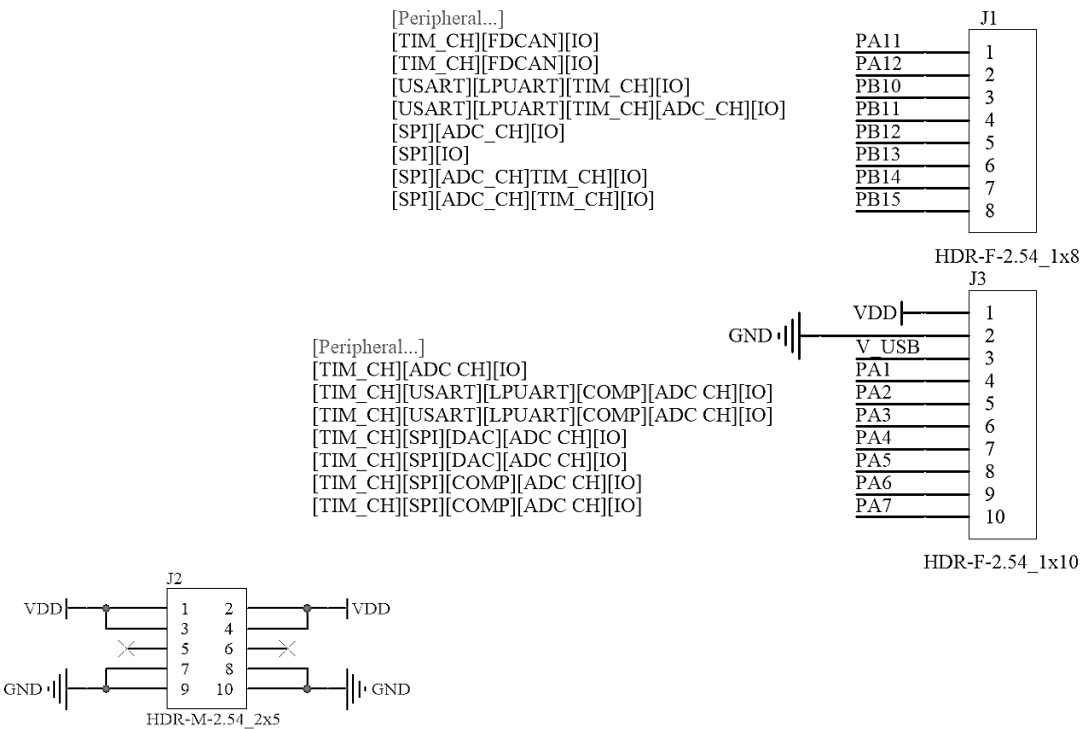 [Peripheral...]
J1
[TIM_CH][FDCAN][IO] PA11 1
[TIM_CH][FDCAN][IO] PA12 2
[USART][LPUART][TIM_CH][IO] PB10 3
[USART][LPUART][TIM_CH][ADC_CH][IO] PB11 4
[SPI][ADC_CH][IO] PB12 5
[SPI][IO] PB13 6
[SPI][ADC_CH]TIM_CH][IO] PB14 7
[SPI][ADC_CH][TIM_CH][IO] PB15 8
HDR-F-2.54_1x8
J3
VDD 1
GND 2
[Peripheral...] V_USB 3
[TIM_CH][ADC CH][IO] PA1 4
[TIM_CH][USART][LPUART][COMP][ADC CH][IO] PA2 5
[TIM_CH][USART][LPUART][COMP][ADC CH][IO] PA3 6
[TIM_CH][SPI][DAC][ADC CH][IO] PA4 7
[TIM_CH][SPI][DAC][ADC CH][IO] PA5 8
[TIM_CH][SPI][COMP][ADC CH][IO] PA6 9
[TIM_CH][SPI][COMP][ADC CH][IO] PA7 10
HDR-F-2.54_1x10
J2
VDD 1 2 VDD
3 4
5 6
7 8
GND 9 10 GND
HDR-M-2.54_2x5